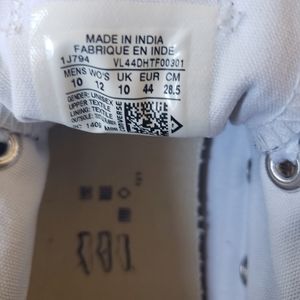 MADE IN INDIA
FABRIQUE EN INDE
1J794 VL44DHTF00301
MENS WO'S UK EUR CM
10 12 10 44 28.5
GENDER: UNISEX
UPPER: TEXTILE
LINING: TEXTILE
CONVERSE